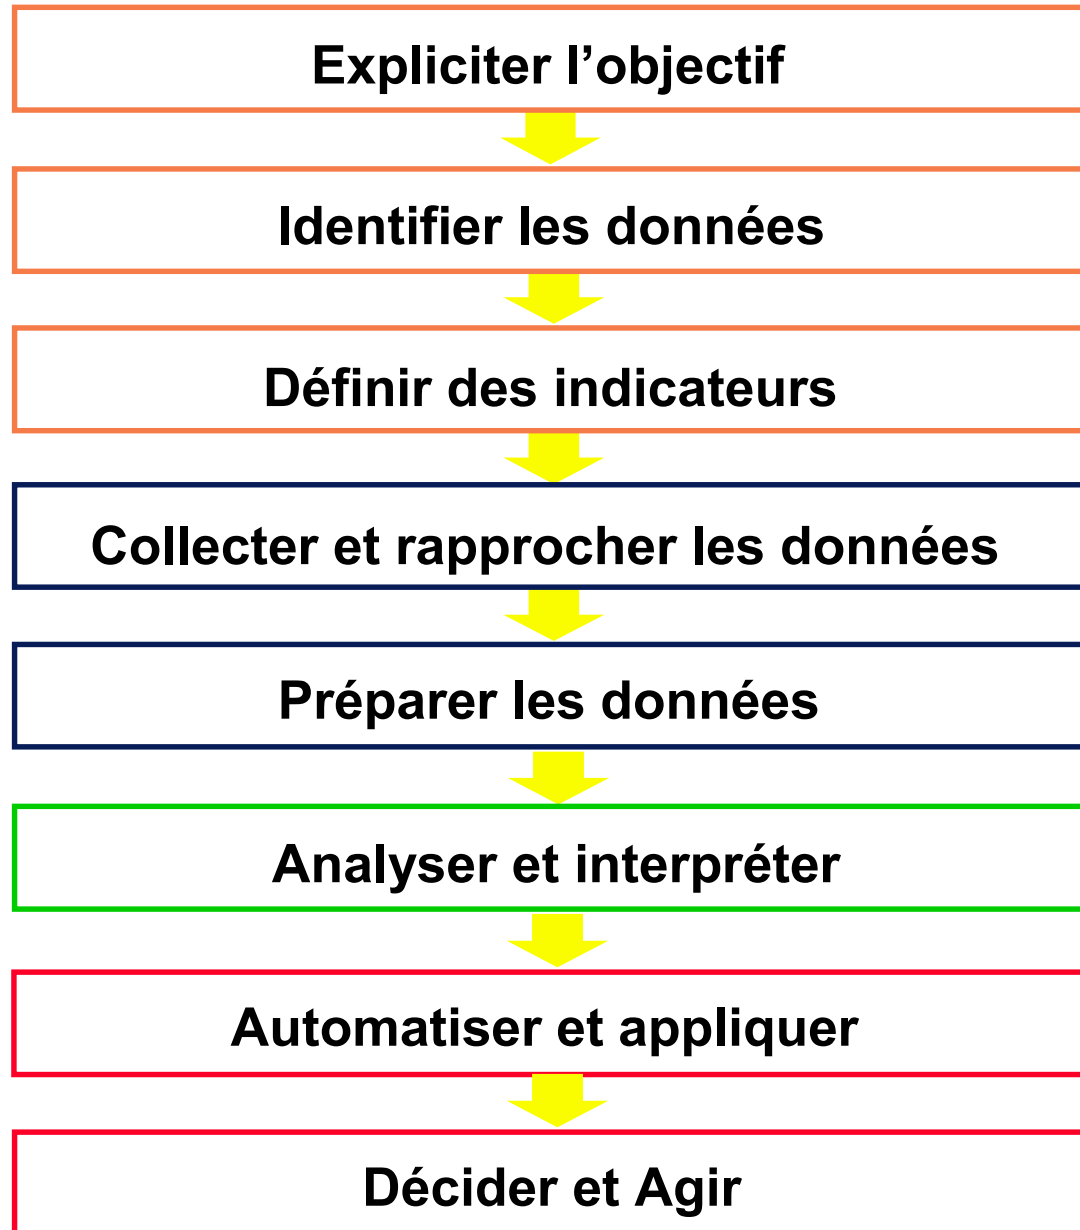 Expliciter l’objectif
Identifier les données
Définir des indicateurs
Collecter et rapprocher les données
Préparer les données
Analyser et interpréter
Automatiser et appliquer
Décider et Agir